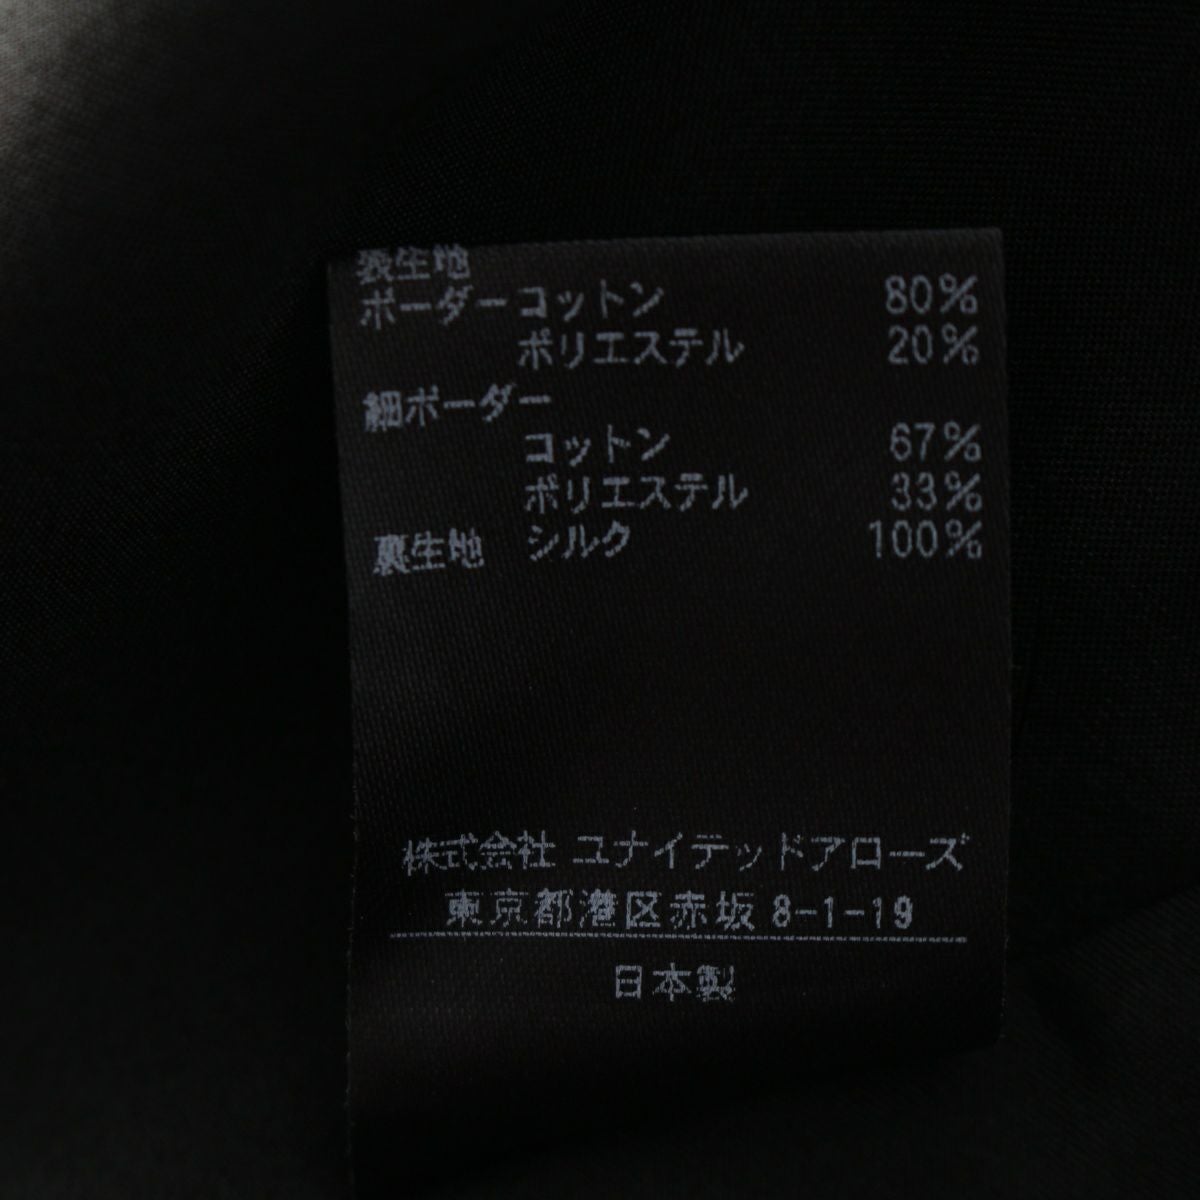 表生地
ボーダーコットン 80%
ポリエステル 20%
細ボーダー
コットン 67%
ポリエステル 33%
裏生地 シルク 100%
株式会社 ユナイテッドアローズ
東京都港区赤坂 8-1-19
日本製